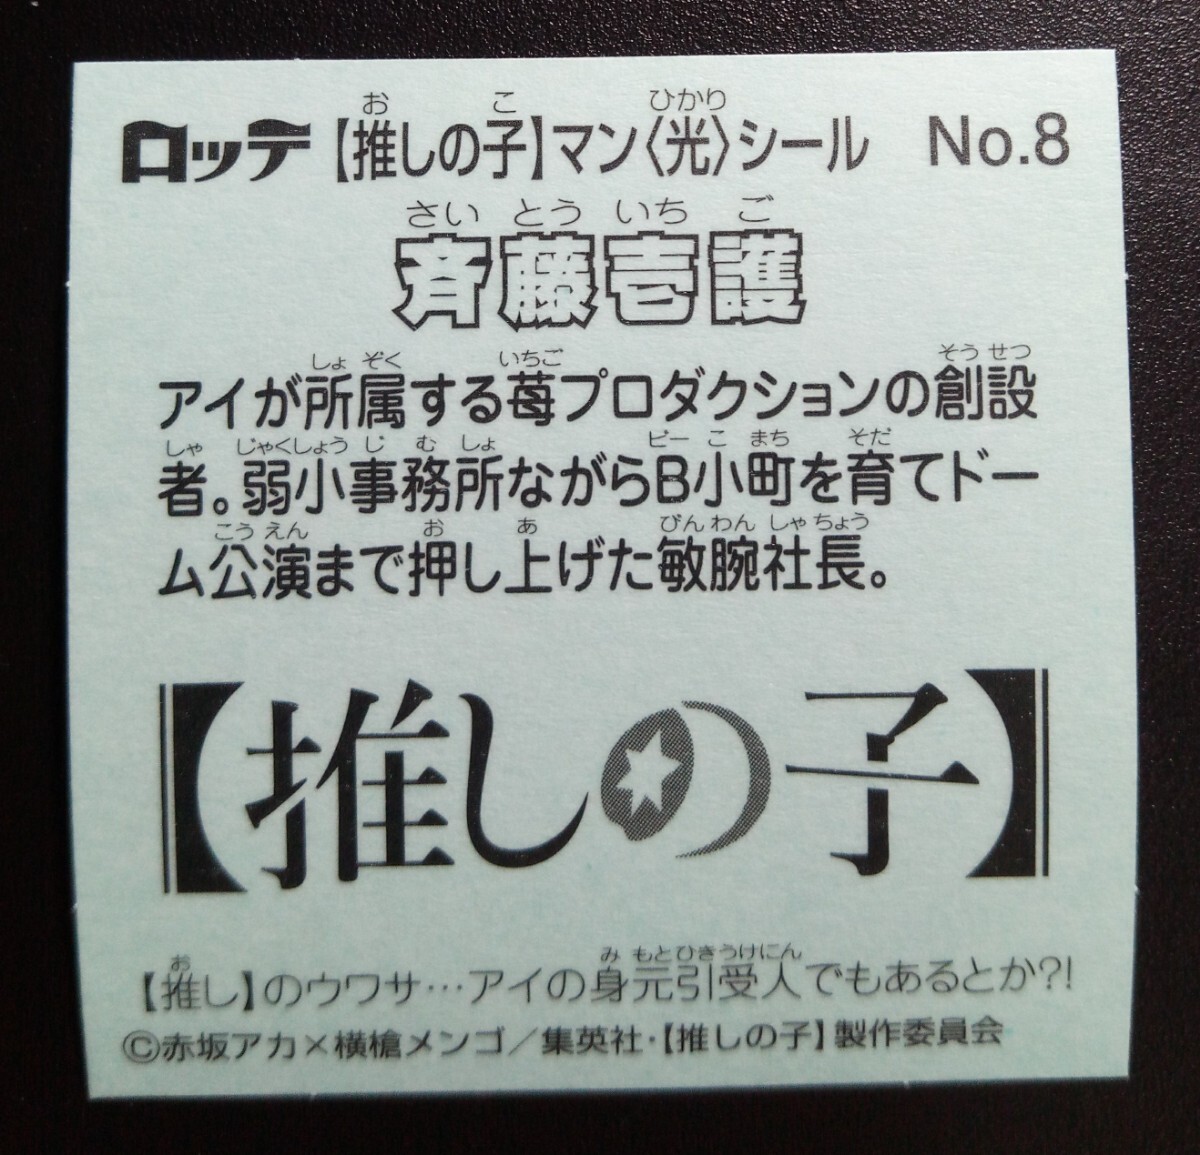 ロッテ 【推しの子】マン〈光〉シール No.8
おこひかり
さいとういちご
斉藤壱護
しょぞく いちご そうせつ
アイが所属する苺プロダクションの創設
しゃ じゃくしょうじむしょ ビーこまち そだ
者。弱小事務所ながらB小町を育てドー
こうえん お あ びんわんしゃちょう
ム公演まで押し上げた敏腕社長。
【推しの子】
お みもとひきうけにん
【推し】のウワサ…アイの身元引受人でもあるとか?!
©赤坂アカ×横槍メンゴ／集英社・【推しの子】製作委員会